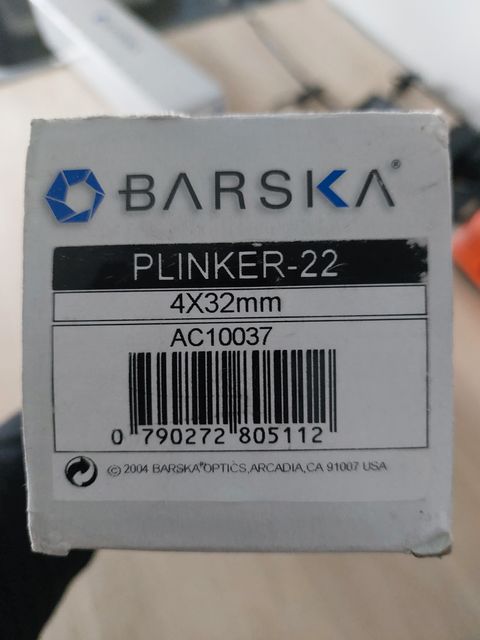 BARSKA®
PLINKER-22
4X32mm
AC10037
0 790272 805112
© 2004 BARSKA® OPTICS, ARCADIA, CA 91007 USA